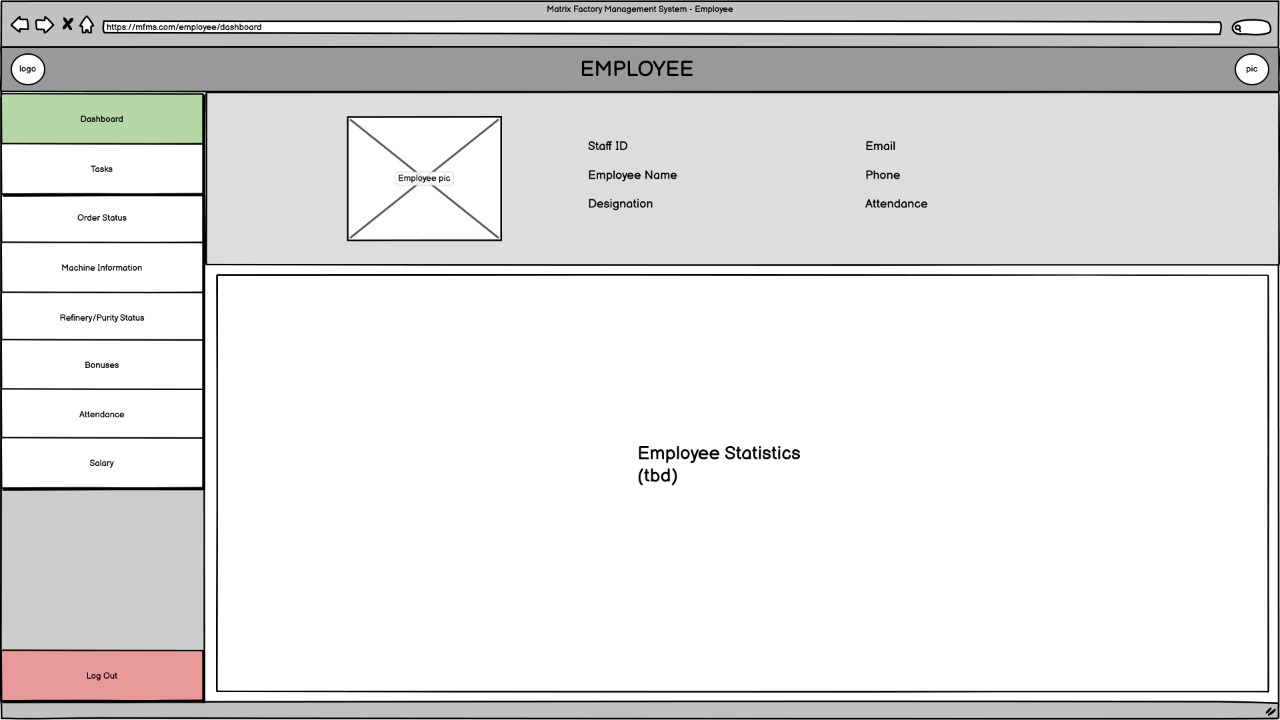 Matrix Factory Management System - Employee
https://mfms.com/employee/dashboard
logo
EMPLOYEE
pic
Dashboard
Tasks
Order Status
Machine Information
Refinery/Purity Status
Bonuses
Attendance
Salary
Log Out
Employee pic
Staff ID
Employee Name
Designation
Email
Phone
Attendance
Employee Statistics
(tbd)